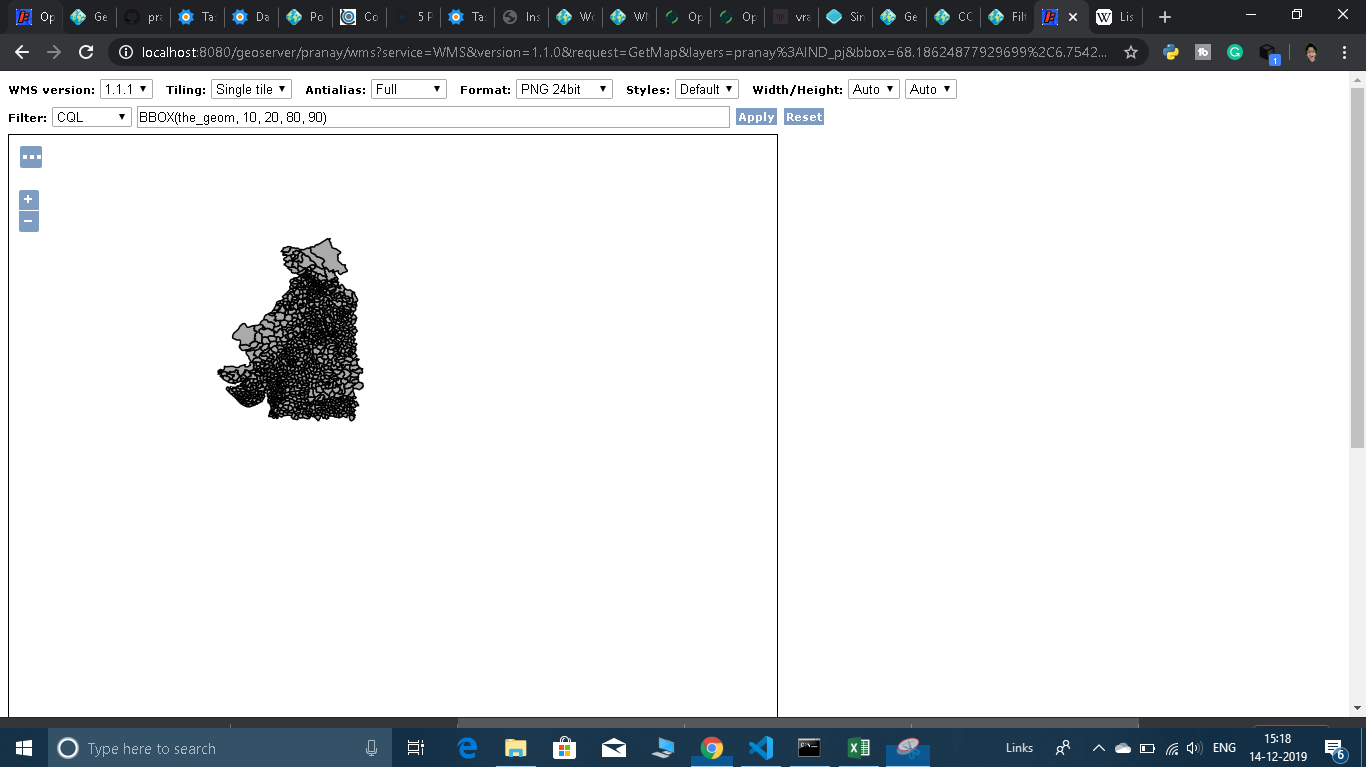 Op Ge pra Ta: Da Po Co 5 P Ta: Ins Wo WN Op Op vra Sin Ge CC Filt Lis
localhost:8080/geoserver/pranay/wms?service=WMS&version=1.1.0&request=GetMap&layers=pranay%3AIND_pj&bbox=68.18624877929699%2C6.7542... 1
WMS version: 1.1.1 Tiling: Single tile Antialias: Full Format: PNG 24bit Styles: Default Width/Height: Auto Auto
Filter: CQL BBOX(the_geom, 10, 20, 80, 90) Apply Reset
+
−
Type here to search Links ENG 15:18 6
14-12-2019